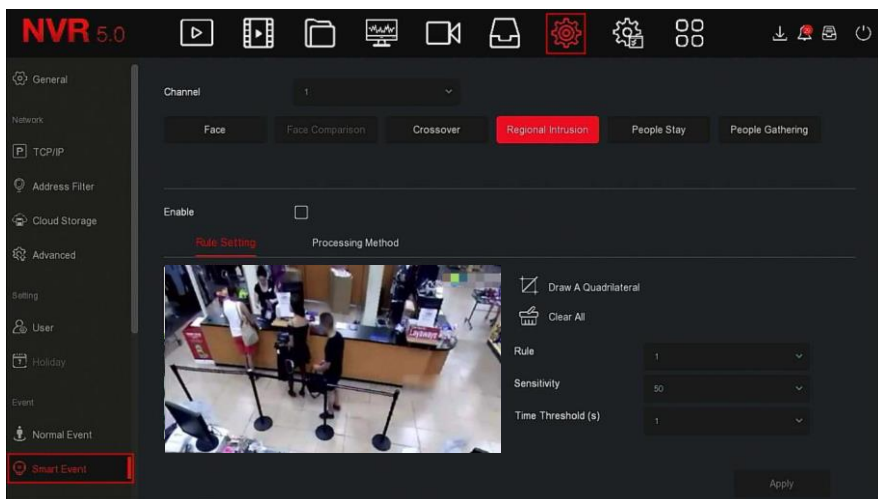 NVR 5.0
General
Channel 1
Network
Face Face Comparison Crossover Regional Intrusion People Stay People Gathering
P TCP/IP
Address Filter
Enable
Cloud Storage
Rule Setting Processing Method
Advanced
Draw A Quadrilateral
Setting
Clear All
User
Rule 1
Holiday
Sensitivity 50
Event
Time Threshold (s) 1
Normal Event
Smart Event
Apply